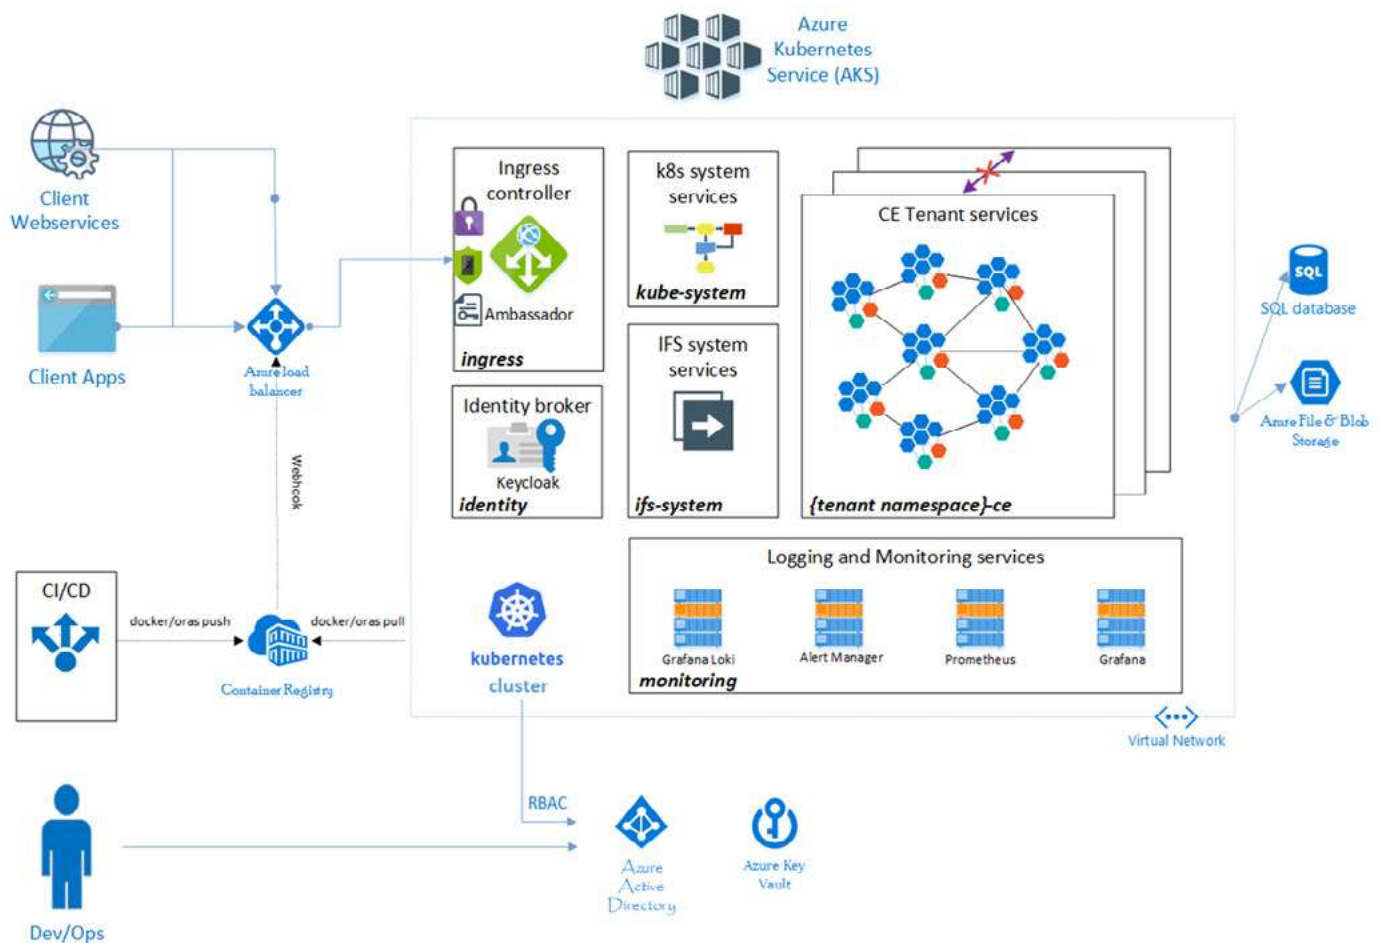 Azure
Kubernetes
Service (AKS)
Client
Webservices
Client Apps
Azure load
balancer
Webhook
Ingress
controller
Ambassador
ingress
Identity broker
Keycloak
identity
k8s system
services
kube-system
IFS system
services
ifs-system
CE Tenant services
{tenant namespace}-ce
SQL
SQL database
Azure File & Blob
Storage
Logging and Monitoring services
Grafana Loki
Alert Manager
Prometheus
Grafana
monitoring
CI/CD
docker/oras push
docker/oras pull
Container Registry
kubernetes
cluster
Virtual Network
RBAC
Azure
Active
Directory
Azure Key
Vault
Dev/Ops